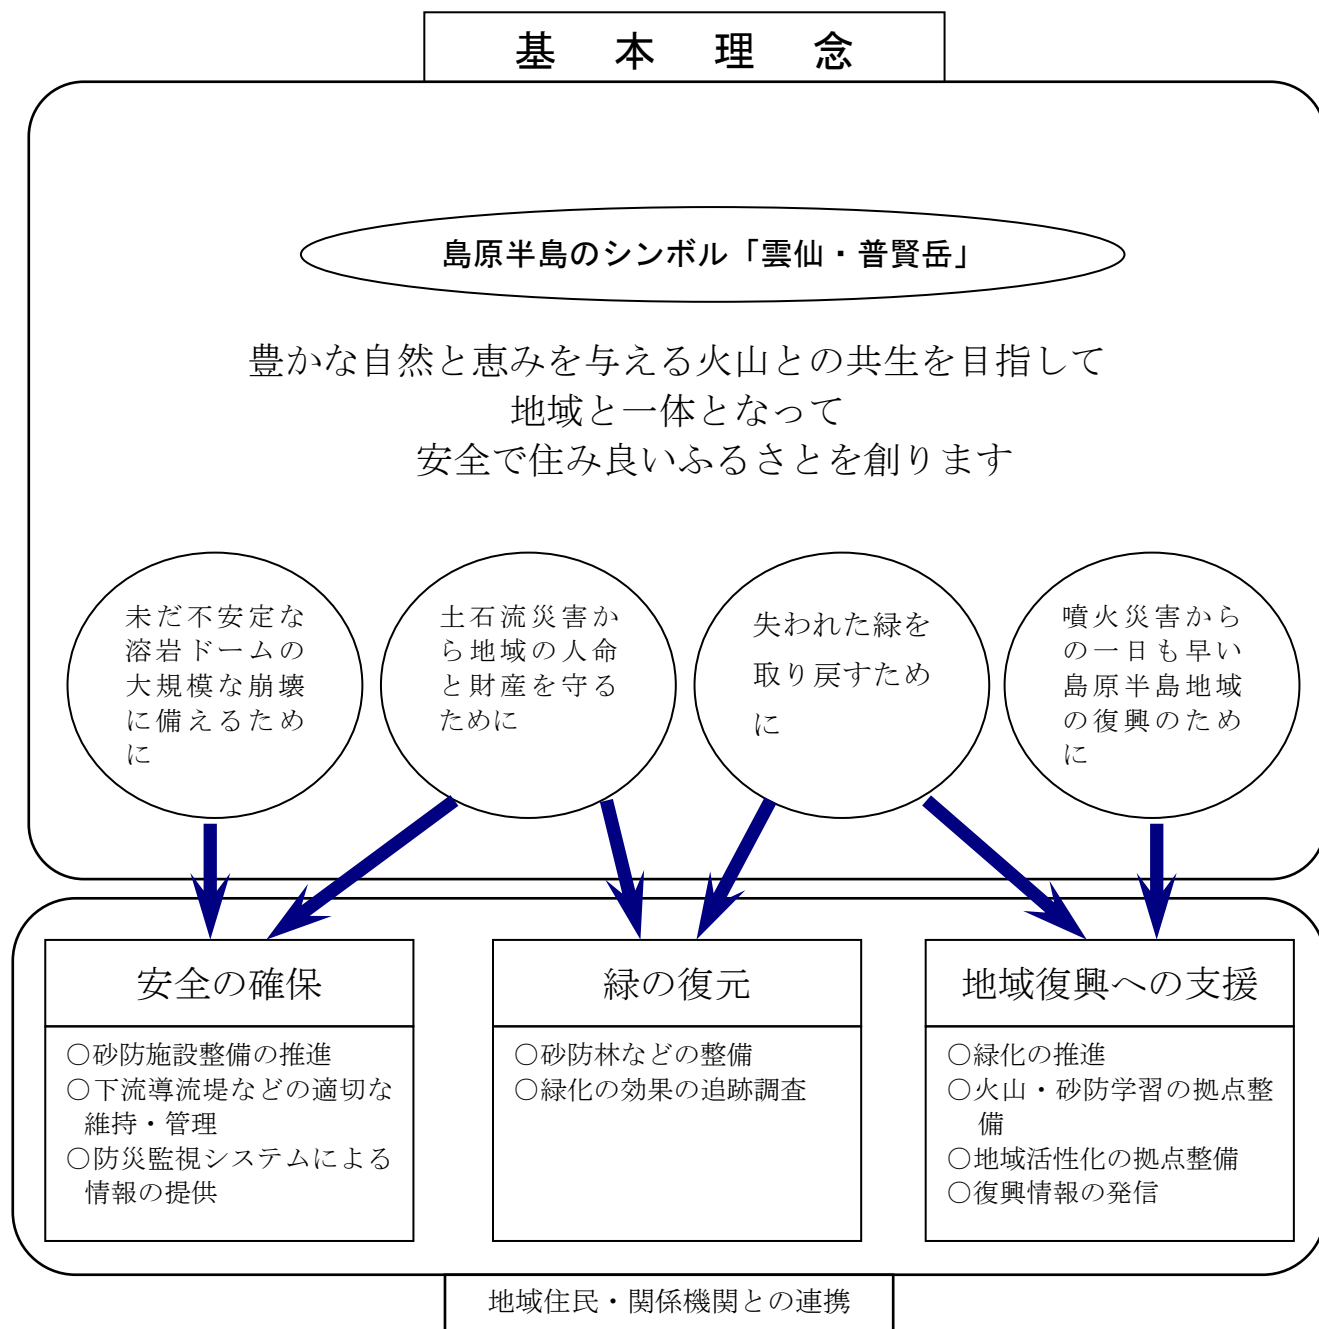 基本理念
島原半島のシンボル「雲仙・普賢岳」
豊かな自然と恵みを与える火山との共生を目指して
地域と一体となって
安全で住み良いふるさとを創ります
未だ不安定な
溶岩ドームの
大規模な崩壊
に備えるため
に
土石流災害か
ら地域の人命
と財産を守る
ために
失われた緑を
取り戻すため
に
噴火災害から
の一日も早い
島原半島地域
の復興のため
に
安全の確保
○砂防施設整備の推進
○下流導流堤などの適切な
維持・管理
○防災監視システムによる
情報の提供
緑の復元
○砂防林などの整備
○緑化の効果の追跡調査
地域復興への支援
○緑化の推進
○火山・砂防学習の拠点整
備
○地域活性化の拠点整備
○復興情報の発信
地域住民・関係機関との連携